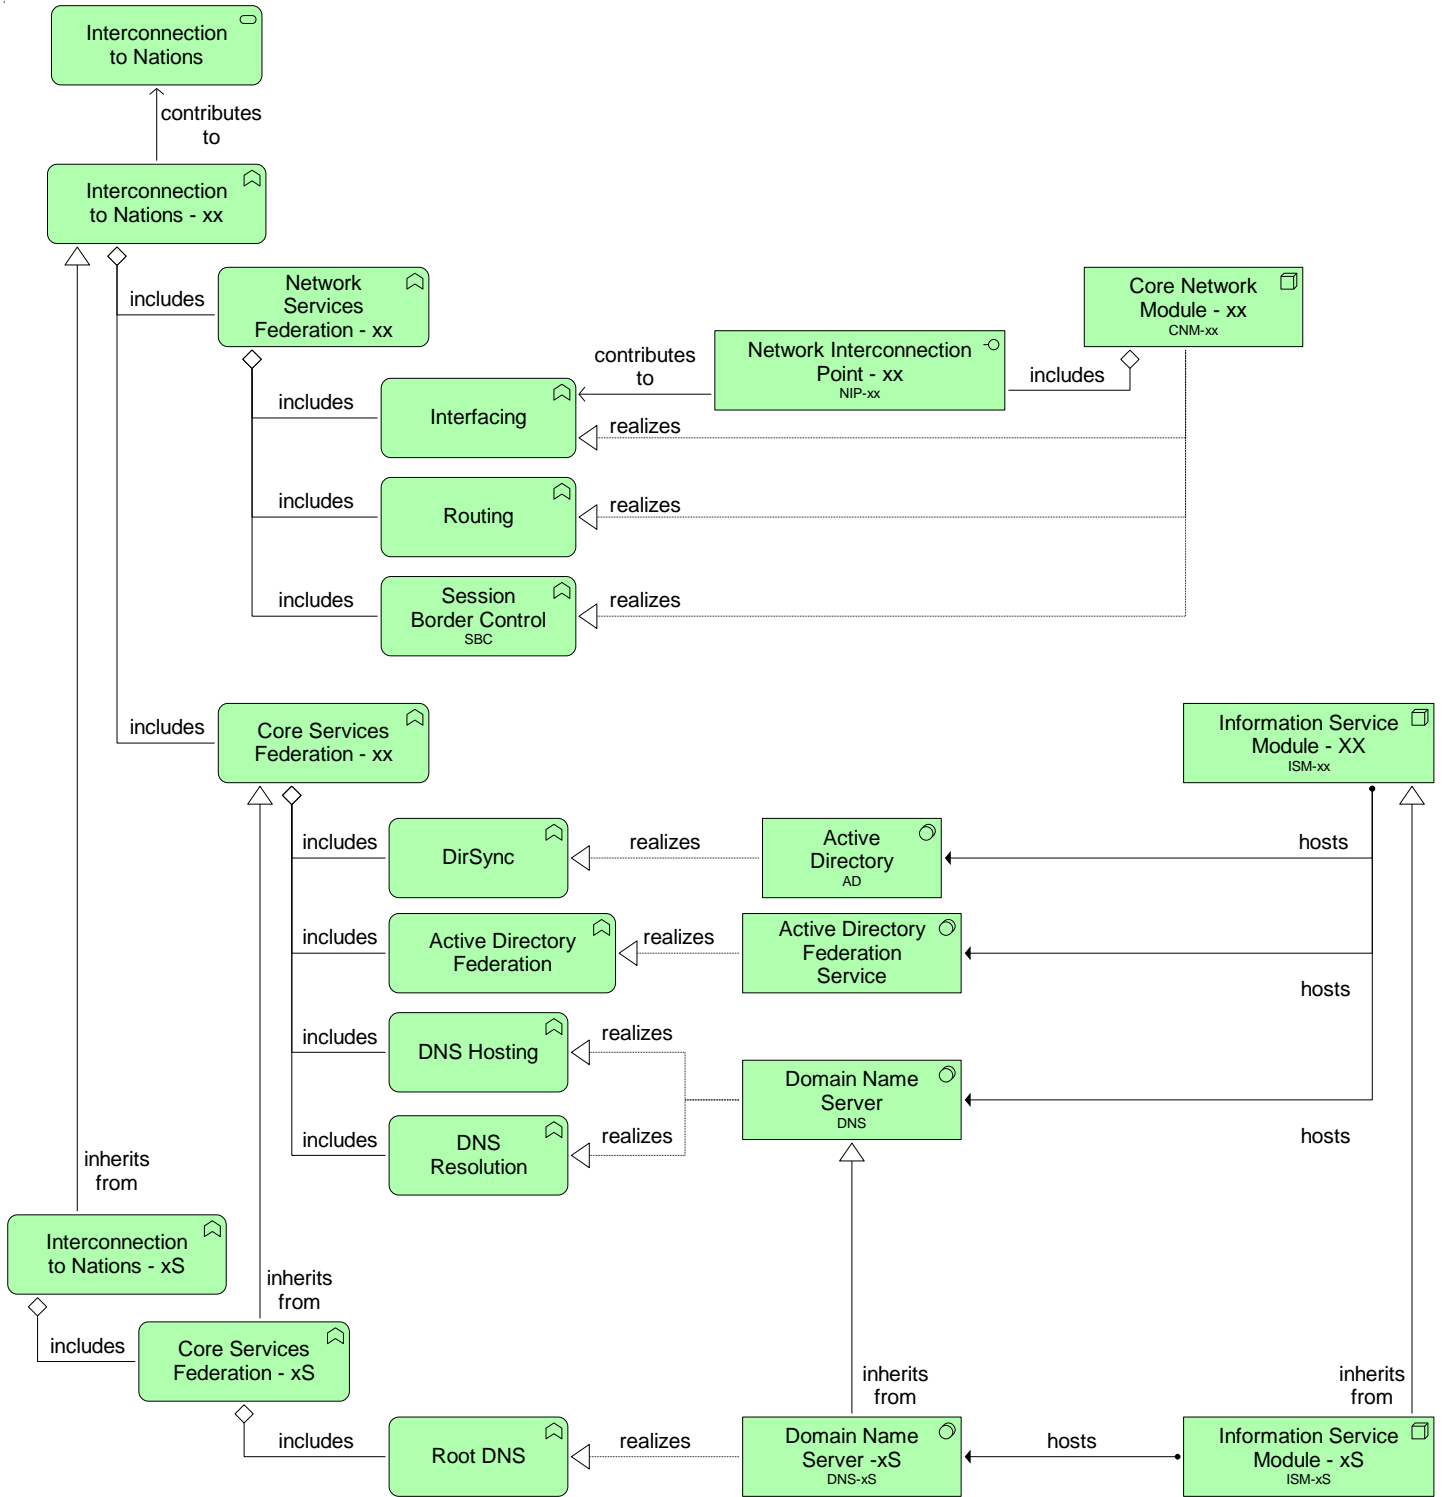 Interconnection
to Nations
contributes
to
Interconnection
to Nations - xx
includes
Network
Services
Federation - xx
Core Network
Module - xx
CNM-xx
contributes
to
Network Interconnection
Point - xx
NIP-xx
includes
includes
Interfacing
realizes
includes
Routing
realizes
includes
Session
Border Control
SBC
realizes
includes
Core Services
Federation - xx
Information Service
Module - XX
ISM-xx
includes
DirSync
realizes
Active
Directory
AD
hosts
includes
Active Directory
Federation
realizes
Active Directory
Federation
Service
hosts
includes
DNS Hosting
realizes
Domain Name
Server
DNS
includes
DNS
Resolution
realizes
hosts
inherits
from
Interconnection
to Nations - xS
inherits
from
includes
Core Services
Federation - xS
inherits
from
inherits
from
includes
Root DNS
realizes
Domain Name
Server -xS
DNS-xS
hosts
Information Service
Module - xS
ISM-xS